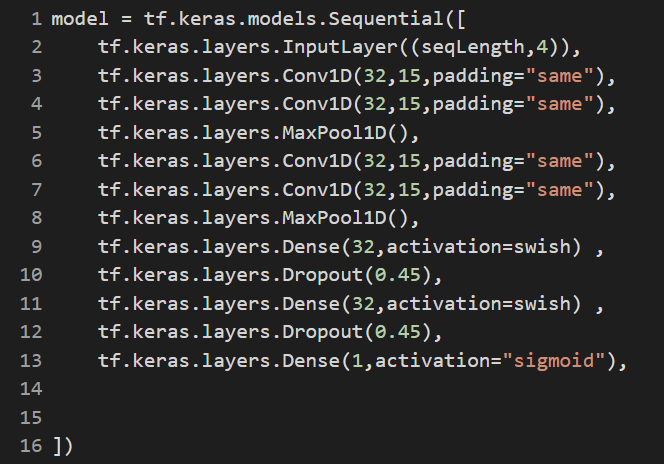 1 model = tf.keras.models.Sequential([
2     tf.keras.layers.InputLayer((seqLength,4)),
3     tf.keras.layers.Conv1D(32,15,padding="same"),
4     tf.keras.layers.Conv1D(32,15,padding="same"),
5     tf.keras.layers.MaxPool1D(),
6     tf.keras.layers.Conv1D(32,15,padding="same"),
7     tf.keras.layers.Conv1D(32,15,padding="same"),
8     tf.keras.layers.MaxPool1D(),
9     tf.keras.layers.Dense(32,activation=swish) ,
10     tf.keras.layers.Dropout(0.45),
11     tf.keras.layers.Dense(32,activation=swish) ,
12     tf.keras.layers.Dropout(0.45),
13     tf.keras.layers.Dense(1,activation="sigmoid"),
14
15
16 ])